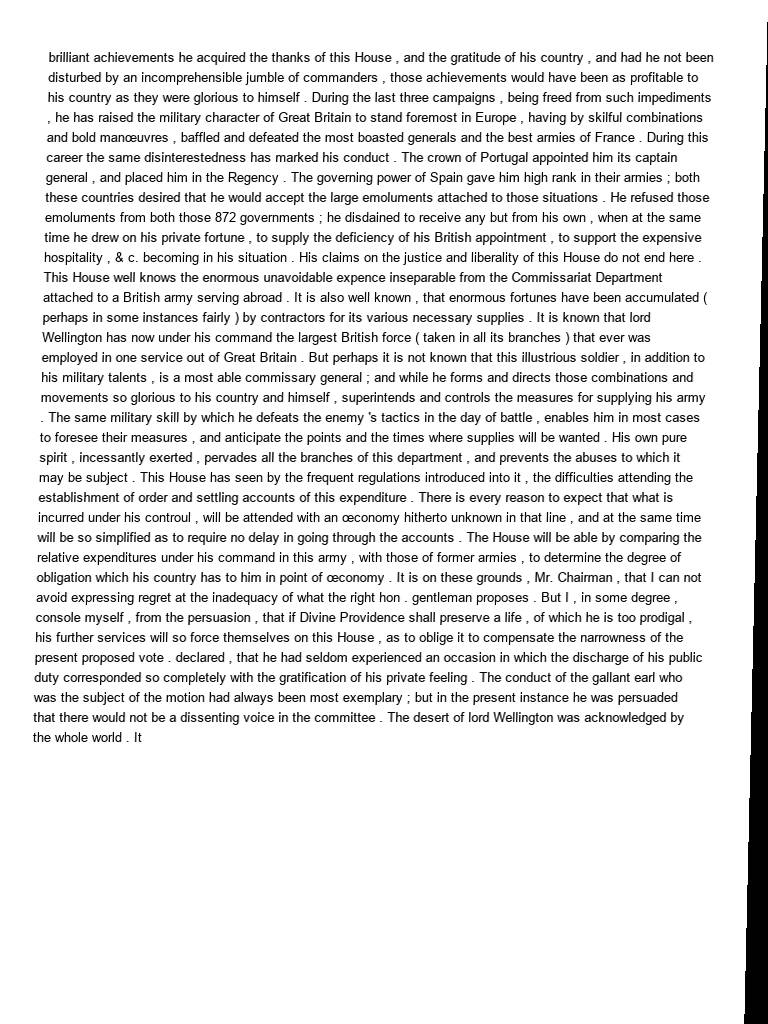 brilliant achievements he acquired the thanks of this House , and the gratitude of his country , and had he not been
disturbed by an incomprehensible jumble of commanders , those achievements would have been as profitable to
his country as they were glorious to himself . During the last three campaigns , being freed from such impediments
, he has raised the military character of Great Britain to stand foremost in Europe , having by skilful combinations
and bold manœuvres , baffled and defeated the most boasted generals and the best armies of France . During this
career the same disinterestedness has marked his conduct . The crown of Portugal appointed him its captain
general , and placed him in the Regency . The governing power of Spain gave him high rank in their armies ; both
these countries desired that he would accept the large emoluments attached to those situations . He refused those
emoluments from both those 872 governments ; he disdained to receive any but from his own , when at the same
time he drew on his private fortune , to supply the deficiency of his British appointment , to support the expensive
hospitality , & c. becoming in his situation . His claims on the justice and liberality of this House do not end here .
This House well knows the enormous unavoidable expence inseparable from the Commissariat Department
attached to a British army serving abroad . It is also well known , that enormous fortunes have been accumulated (
perhaps in some instances fairly ) by contractors for its various necessary supplies . It is known that lord
Wellington has now under his command the largest British force ( taken in all its branches ) that ever was
employed in one service out of Great Britain . But perhaps it is not known that this illustrious soldier , in addition to
his military talents , is a most able commissary general ; and while he forms and directs those combinations and
movements so glorious to his country and himself , superintends and controls the measures for supplying his army
. The same military skill by which he defeats the enemy 's tactics in the day of battle , enables him in most cases
to foresee their measures , and anticipate the points and the times where supplies will be wanted . His own pure
spirit , incessantly exerted , pervades all the branches of this department , and prevents the abuses to which it
may be subject . This House has seen by the frequent regulations introduced into it , the difficulties attending the
establishment of order and settling accounts of this expenditure . There is every reason to expect that what is
incurred under his controul , will be attended with an œconomy hitherto unknown in that line , and at the same time
will be so simplified as to require no delay in going through the accounts . The House will be able by comparing the
relative expenditures under his command in this army , with those of former armies , to determine the degree of
obligation which his country has to him in point of œconomy . It is on these grounds , Mr. Chairman , that I can not
avoid expressing regret at the inadequacy of what the right hon . gentleman proposes . But I , in some degree ,
console myself , from the persuasion , that if Divine Providence shall preserve a life , of which he is too prodigal ,
his further services will so force themselves on this House , as to oblige it to compensate the narrowness of the
present proposed vote . declared , that he had seldom experienced an occasion in which the discharge of his public
duty corresponded so completely with the gratification of his private feeling . The conduct of the gallant earl who
was the subject of the motion had always been most exemplary ; but in the present instance he was persuaded
that there would not be a dissenting voice in the committee . The desert of lord Wellington was acknowledged by
the whole world . It